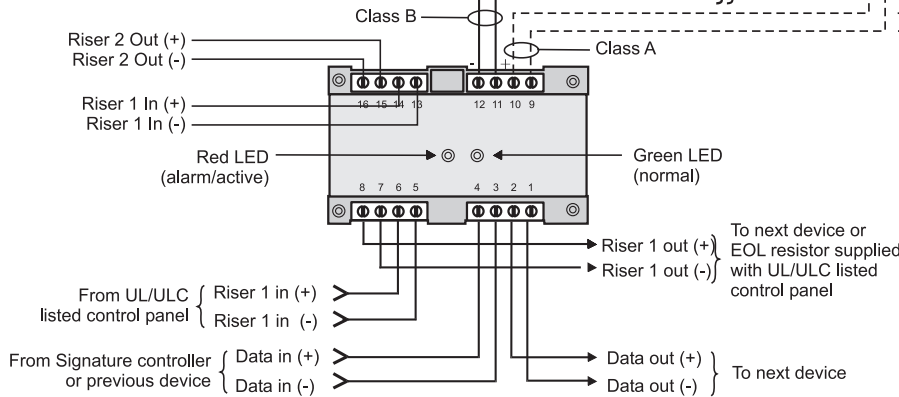 Class B
Class A
Riser 2 Out (+)
Riser 2 Out (-)
- +
16 15 14 13 12 11 10 9
Riser 1 In (+)
Riser 1 In (-)
Red LED
(alarm/active)
Green LED
(normal)
8 7 6 5 4 3 2 1
Riser 1 out (+)
Riser 1 out (-)
To next device or
EOL resistor supplied
with UL/ULC listed
control panel
From UL/ULC
listed control panel
Riser 1 in (+)
Riser 1 in (-)
From Signature controller
or previous device
Data in (+)
Data in (-)
Data out (+)
Data out (-)
To next device